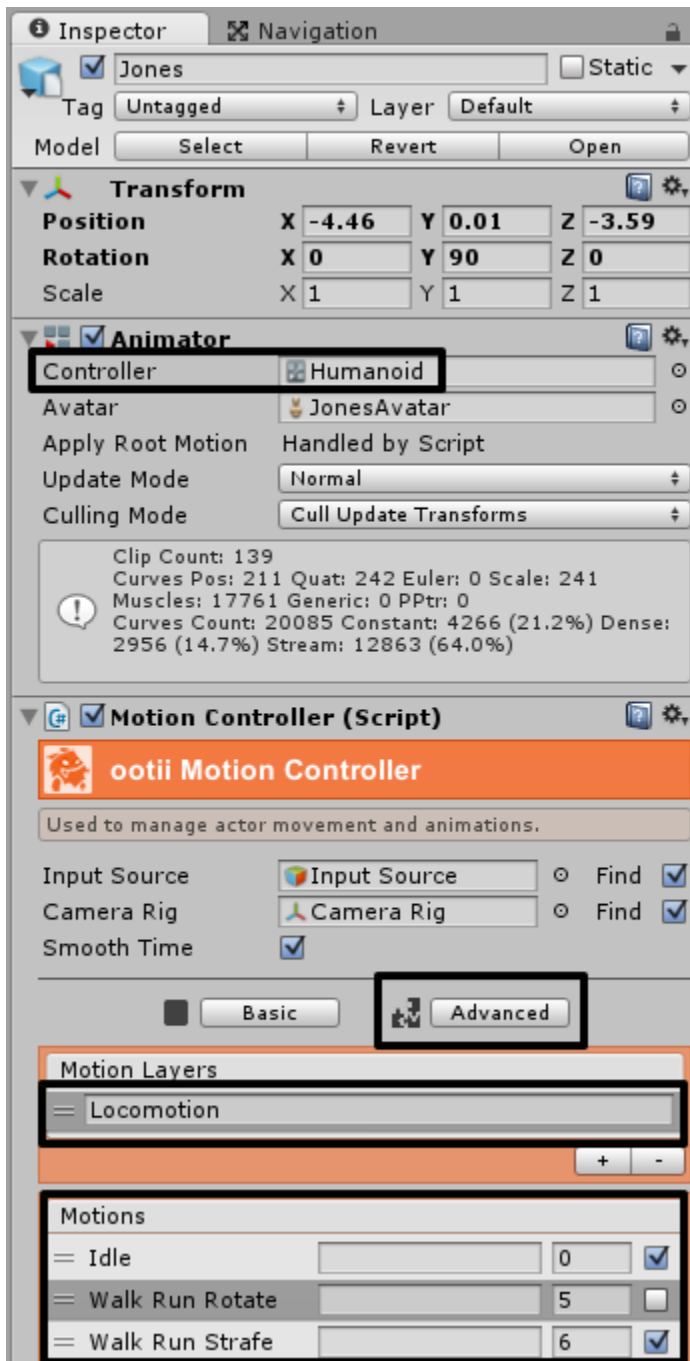 Inspector Navigation
Jones Static
Tag Untagged Layer Default
Model Select Revert Open
Transform
Position X -4.46 Y 0.01 Z -3.59
Rotation X 0 Y 90 Z 0
Scale X 1 Y 1 Z 1
Animator
Controller Humanoid
Avatar JonesAvatar
Apply Root Motion Handled by Script
Update Mode Normal
Culling Mode Cull Update Transforms
Clip Count: 139
Curves Pos: 211 Quat: 242 Euler: 0 Scale: 241
Muscles: 17761 Generic: 0 PPtr: 0
Curves Count: 20085 Constant: 4266 (21.2%) Dense:
2956 (14.7%) Stream: 12863 (64.0%)
Motion Controller (Script)
ootii Motion Controller
Used to manage actor movement and animations.
Input Source Input Source Find
Camera Rig Camera Rig Find
Smooth Time
Basic Advanced
Motion Layers
Locomotion
+ -
Motions
Idle 0
Walk Run Rotate 5
Walk Run Strafe 6